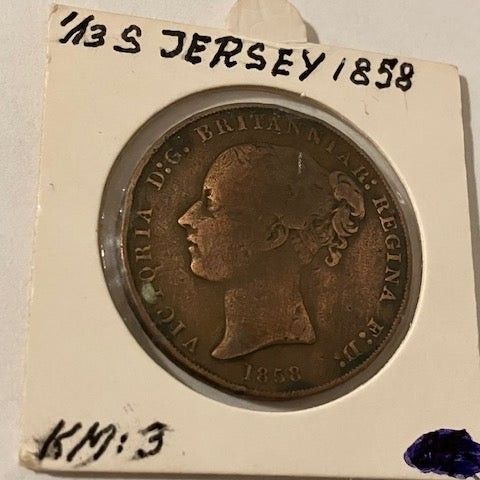 1/13 S JERSEY 1858
VICTORIA D:G: BRITANNIAR: REGINA F:D:
1858
KM:3